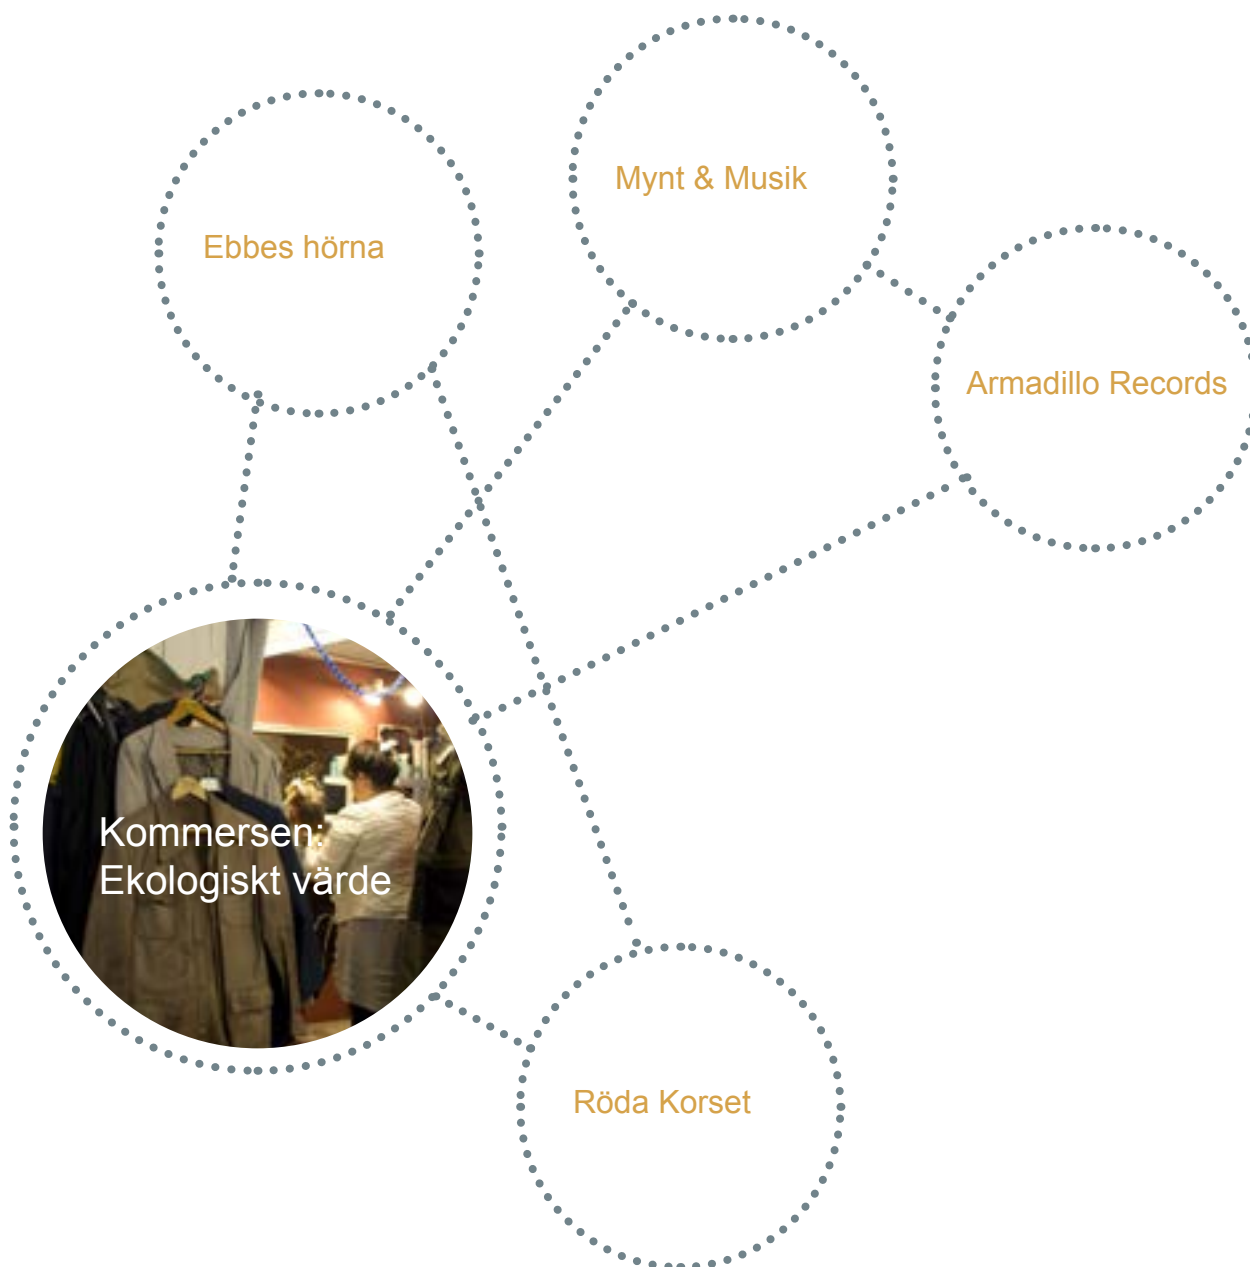 Mynt & Musik
Ebbes hörna
Armadillo Records
Kommersen:
Ekologiskt värde
Röda Korset